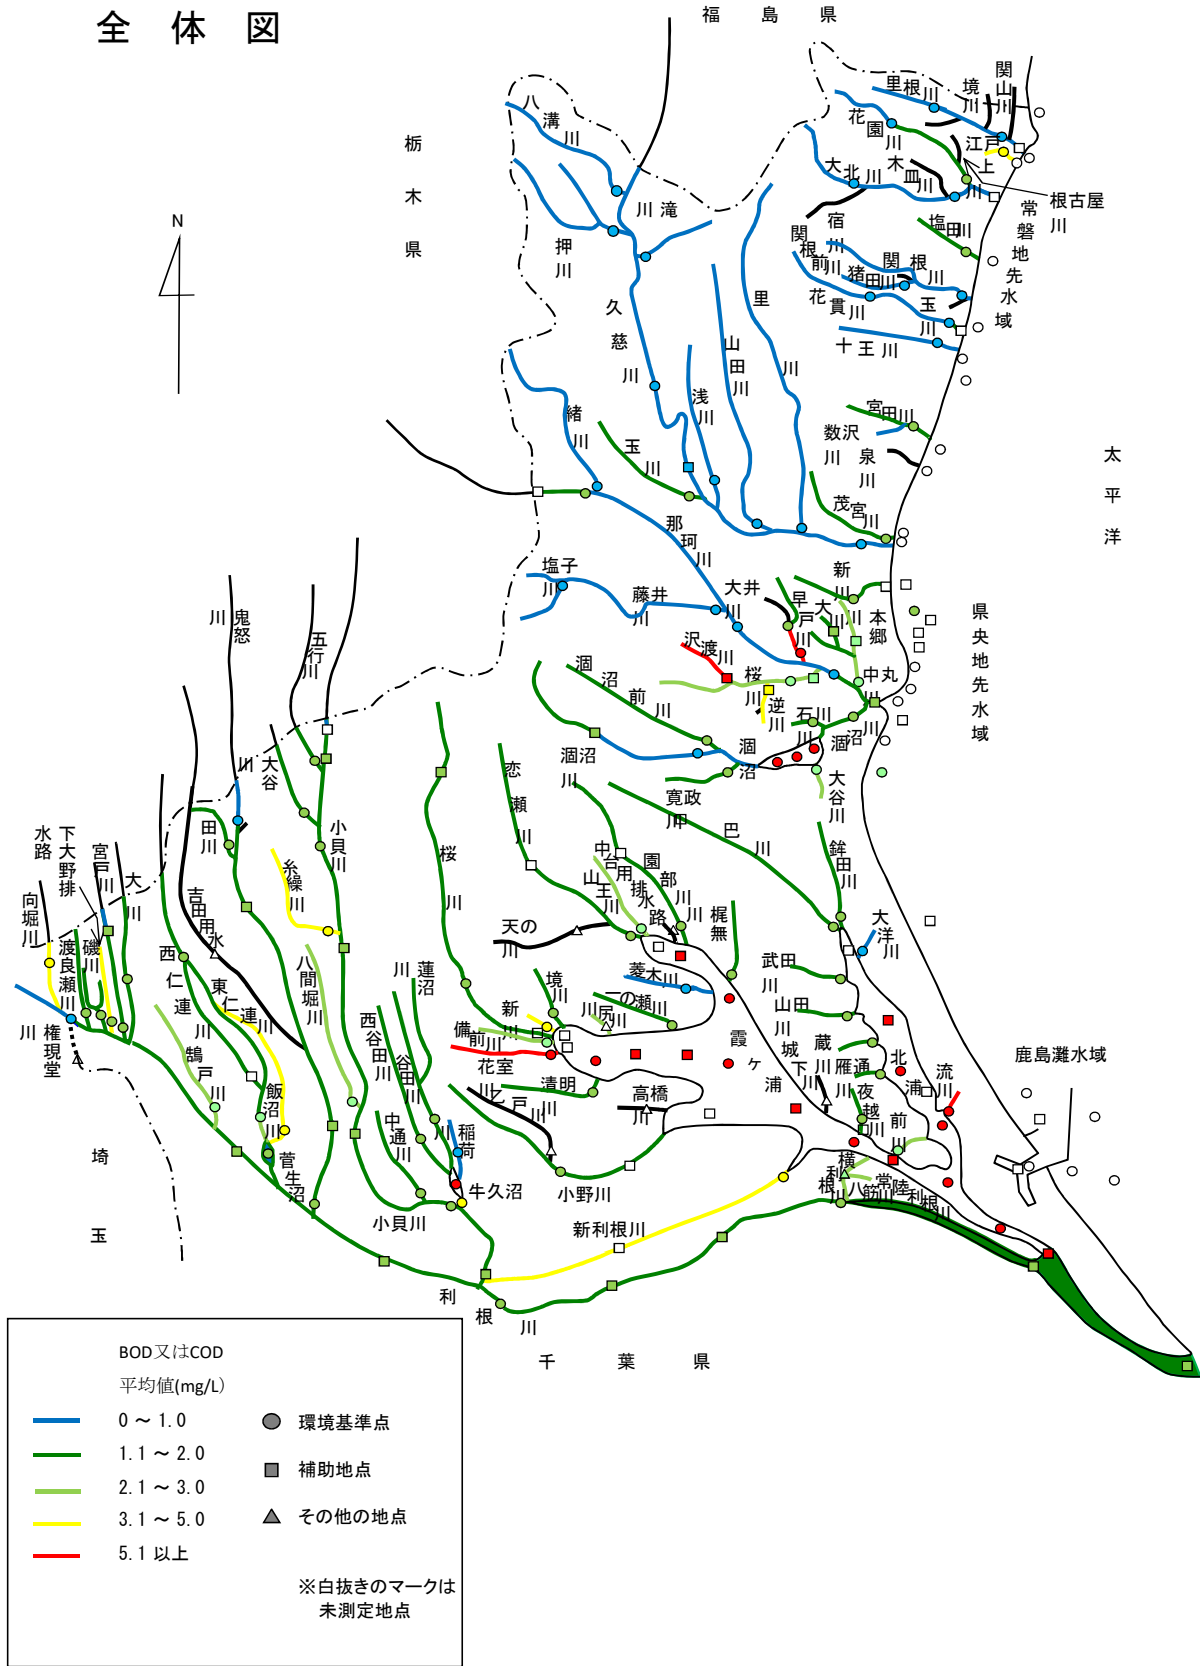 全体図
福島県
栃木県
N
八溝川
押川
滝川
久慈川
緒川
玉川
浅川
山田川
里川
里根川
境川
関山川
花園川
江戸上川
大北川
木皿川
根古屋川
塩田川
常磐地先水域
関根前川
宿川
猪田川
関根川
花貫川
玉川
十王川
宮田川
数沢川
泉川
茂宮川
太平洋
那珂川
塩子川
藤井川
大井川
早戸川
大川
新川
本郷川
県央地先水域
沢渡川
桜川
逆川
石川川
中丸川
涸沼前川
涸沼川
涸沼
涸沼川
大谷川
寛政川
巴川
鉾田川
大洋川
鬼怒川
五行川
大谷川
田川
小貝川
糸繰川
桜川
恋瀬川
中台用排水路
山王川
園部川
天の川
梶無川
菱木川
一の瀬川
境川
新川
川尻川
備前川
花室川
清明川
乙戸川
高橋川
小野川
霞ヶ浦
武田川
山田川
蔵川
城下川
雁通川
夜越川
前川
北浦
流川
鹿島灘水域
水路
向堀川
下大野排
宮戸川
大川
渡良瀬川
磯川
権現堂川
吉田用水
西仁連川
東仁連川
鵠戸川
飯沼川
菅生沼
八間堀川
西谷田川
蓮沼川
谷田川
中通川
稲荷川
牛久沼
小貝川
新利根川
横利根川
八筋川
常陸利根川
利根川
埼玉
千葉県
BOD又はCOD
平均値(mg/L)
0～1.0
1.1～2.0
2.1～3.0
3.1～5.0
5.1以上
環境基準点
補助地点
その他の地点
※白抜きのマークは
未測定地点